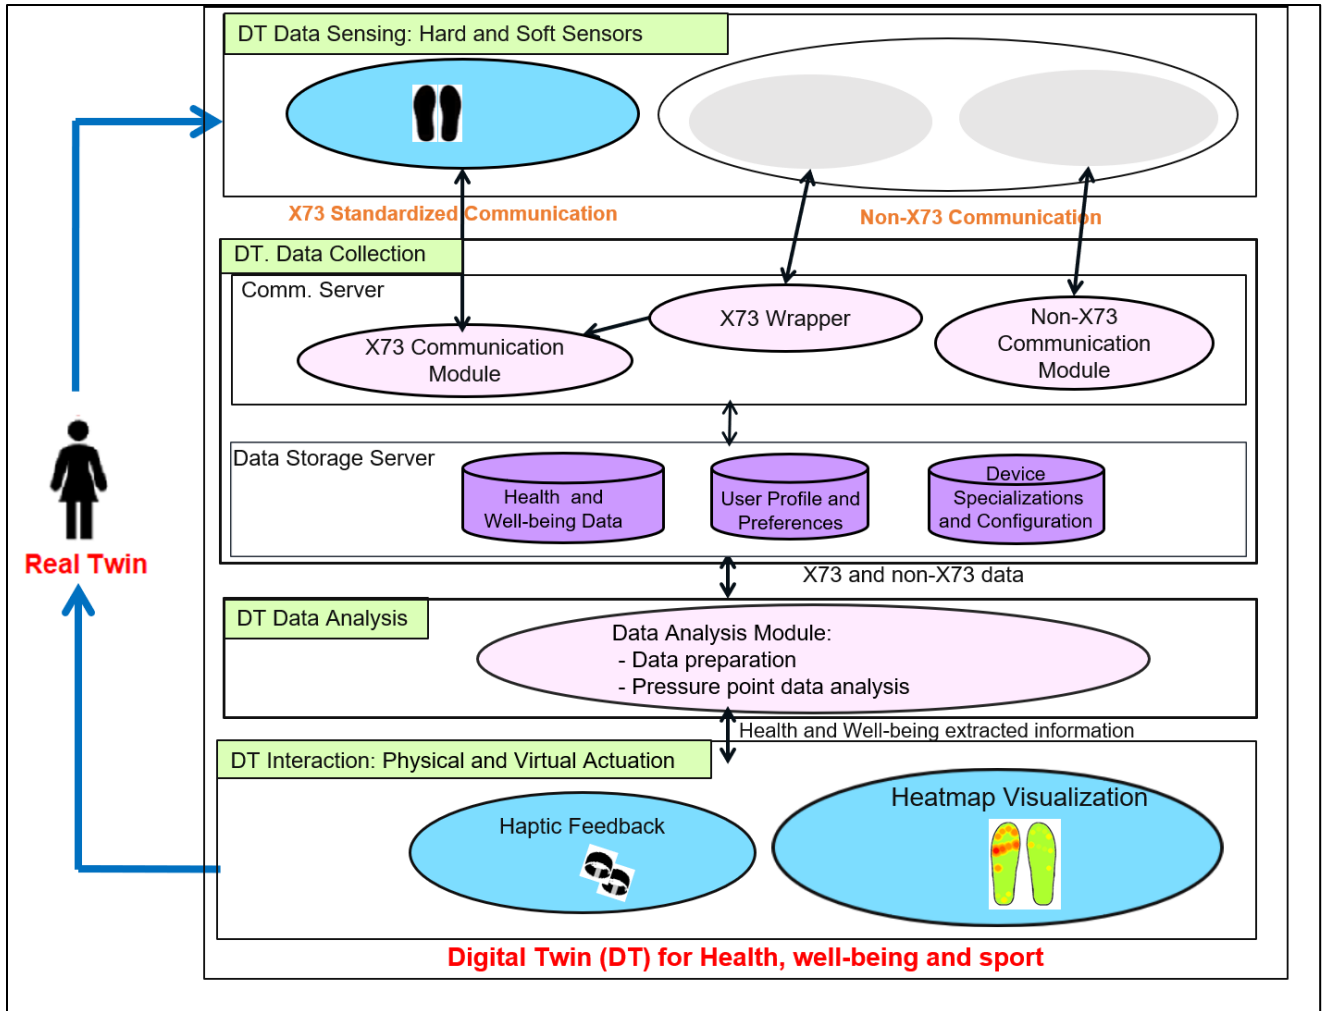 DT Data Sensing: Hard and Soft Sensors
X73 Standardized Communication
Non-X73 Communication
DT. Data Collection
Comm. Server
X73 Communication
Module
X73 Wrapper
Non-X73
Communication
Module
Data Storage Server
Health and
Well-being Data
User Profile and
Preferences
Device
Specializations
and Configuration
Real Twin
X73 and non-X73 data
DT Data Analysis
Data Analysis Module:
- Data preparation
- Pressure point data analysis
Health and Well-being extracted information
DT Interaction: Physical and Virtual Actuation
Haptic Feedback
Heatmap Visualization
Digital Twin (DT) for Health, well-being and sport